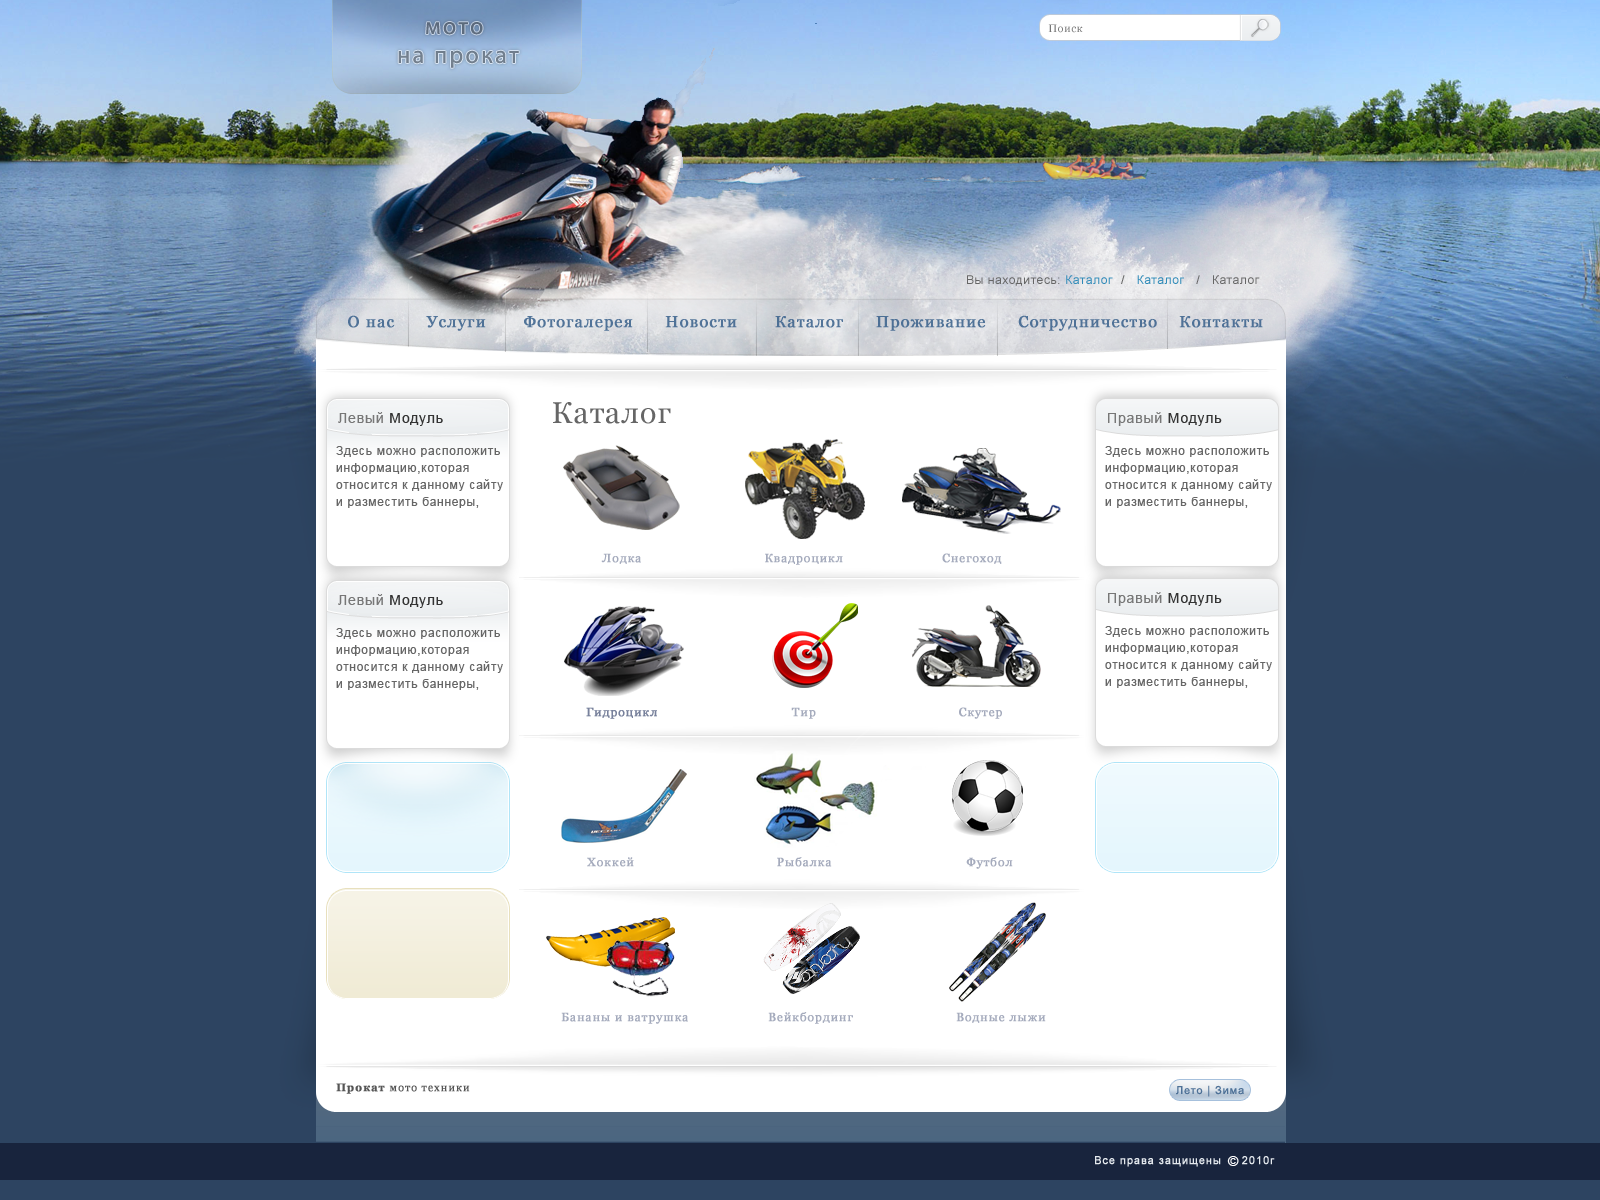 мото
на прокат
Поиск
Вы находитесь: Каталог / Каталог / Каталог
О нас Услуги Фотогалерея Новости Каталог Проживание Сотрудничество Контакты
Левый Модуль
Здесь можно расположить
информацию,которая
относится к данному сайту
и разместить баннеры,
Левый Модуль
Здесь можно расположить
информацию,которая
относится к данному сайту
и разместить баннеры,
Каталог
Лодка Квадроцикл Снегоход
Гидроцикл Тир Скутер
Хоккей Рыбалка Футбол
Бананы и ватрушка Вейкбординг Водные лыжи
Правый Модуль
Здесь можно расположить
информацию,которая
относится к данному сайту
и разместить баннеры,
Правый Модуль
Здесь можно расположить
информацию,которая
относится к данному сайту
и разместить баннеры,
Прокат мото техники
Лето | Зима
Все права защищены © 2010г